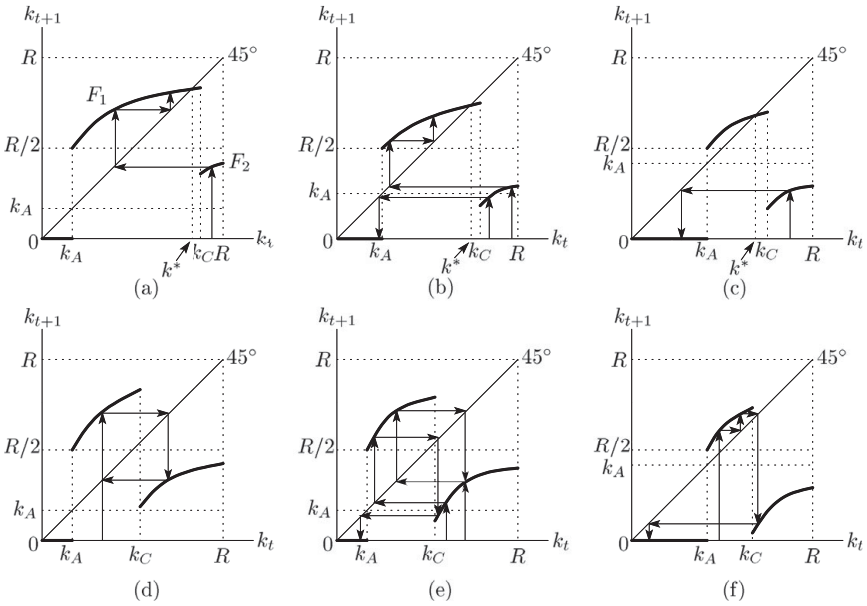 k_{t+1} k_{t+1} k_{t+1}
R 45° R 45° R 45°
F_1
R/2 R/2 R/2
F_2 k_A
k_A k_A
0 k_t 0 k_t 0 k_t
k_A k_C R k_A k_C R k_A k_C R
k* k* k*
(a) (b) (c)
k_{t+1} k_{t+1} k_{t+1}
R 45° R 45° R 45°
R/2 R/2 R/2
k_A
k_A k_A
0 k_t 0 k_t 0 k_t
k_A k_C R k_A k_C R k_A k_C R
(d) (e) (f)